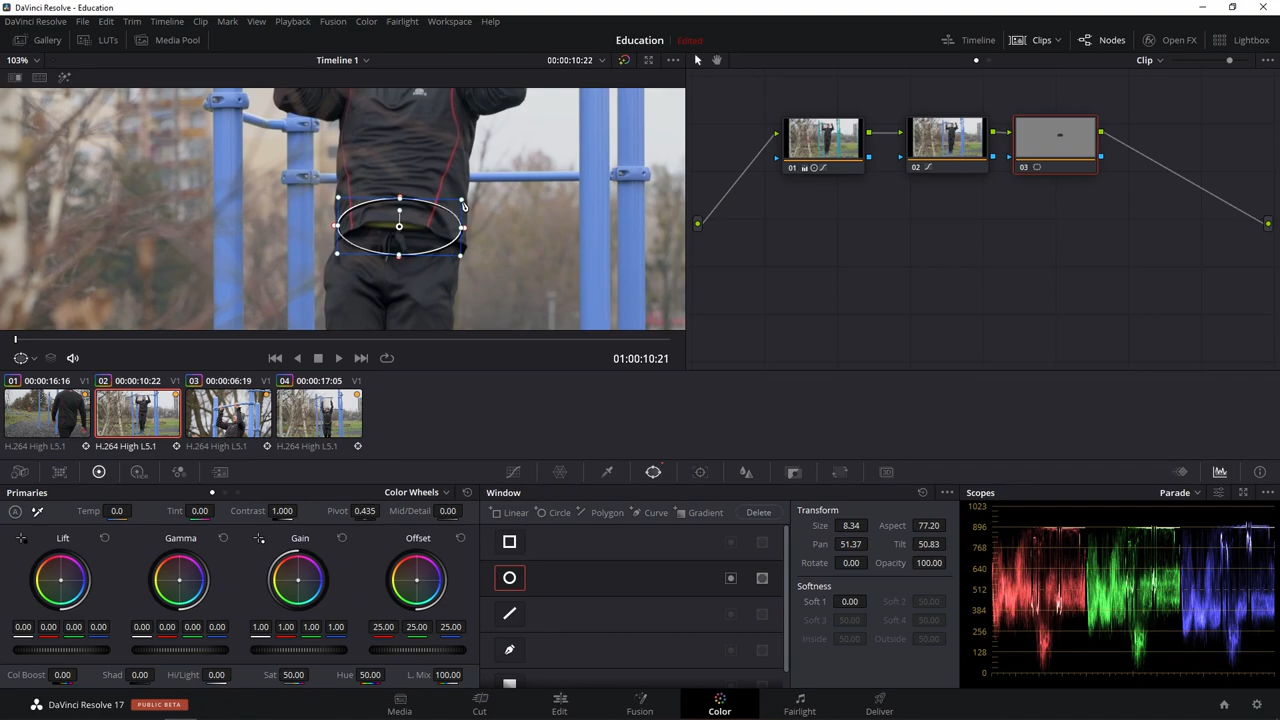 DaVinci Resolve - Education
DaVinci Resolve File Edit Trim Timeline Clip Mark View Playback Fusion Color Fairlight Workspace Help
Gallery LUTs Media Pool Education Edited Timeline Clips Nodes Open FX Lightbox
103% Timeline 1 00:00:10:22 Clip
01 02 03
01:00:10:21
01 00:00:16:16 V1 02 00:00:10:22 V1 03 00:00:06:19 V1 04 00:00:17:05 V1
H.264 High L5.1 H.264 High L5.1 H.264 High L5.1 H.264 High L5.1
Primaries Color Wheels Window Scopes Parade
Temp 0.0 Tint 0.00 Contrast 1.000 Pivot 0.435 Mid/Detail 0.00
Lift Gamma Gain Offset
0.00 0.00 0.00 0.00 0.00 0.00 0.00 0.00 1.00 1.00 1.00 1.00 25.00 25.00 25.00
Col Boost 0.00 Shad 0.00 Hi/Light 0.00 Sat 50.00 Hue 50.00 L. Mix 100.00
Linear Circle Polygon Curve Gradient Delete
Transform
Size 8.34 Aspect 77.20
Pan 51.37 Tilt 50.83
Rotate 0.00 Opacity 100.00
Softness
Soft 1 0.00 Soft 2 50.00
Soft 3 50.00 Soft 4 50.00
Inside 50.00 Outside 50.00
1023
896
768
640
512
384
256
128
0
DaVinci Resolve 17 PUBLIC BETA Media Cut Edit Fusion Color Fairlight Deliver